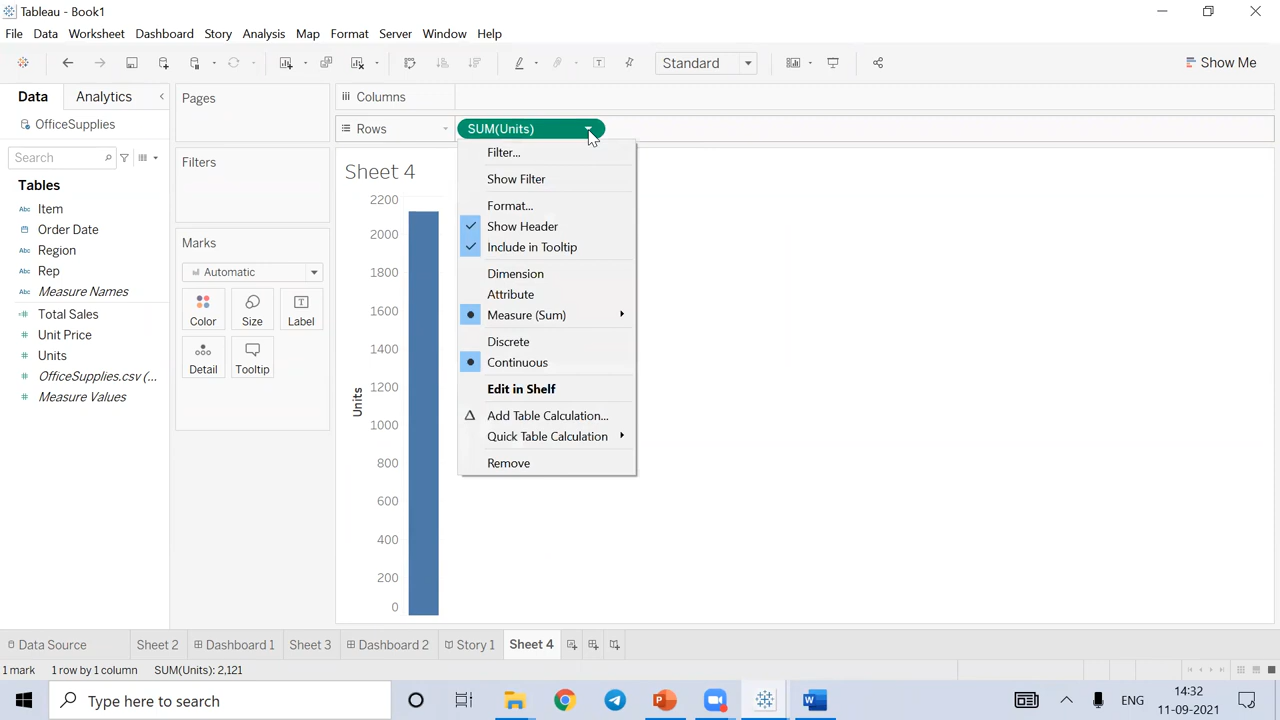 Tableau - Book1
File Data Worksheet Dashboard Story Analysis Map Format Server Window Help
Standard
Show Me
Data Analytics
Pages
Columns
OfficeSupplies
Rows
SUM(Units)
Search
Filters
Filter...
Sheet 4
Show Filter
Tables
Abc Item
Order Date
Abc Region
Abc Rep
Abc Measure Names
Total Sales
Unit Price
Units
OfficeSupplies.csv (...
Measure Values
Marks
Automatic
Color Size Label
Detail Tooltip
Format...
Show Header
Include in Tooltip
Dimension
Attribute
Measure (Sum)
Discrete
Continuous
Edit in Shelf
Add Table Calculation...
Quick Table Calculation
Remove
Units
2200
2000
1800
1600
1400
1200
1000
800
600
400
200
0
Data Source Sheet 2 Dashboard 1 Sheet 3 Dashboard 2 Story 1 Sheet 4
1 mark 1 row by 1 column SUM(Units): 2,121
Type here to search
ENG
14:32
11-09-2021